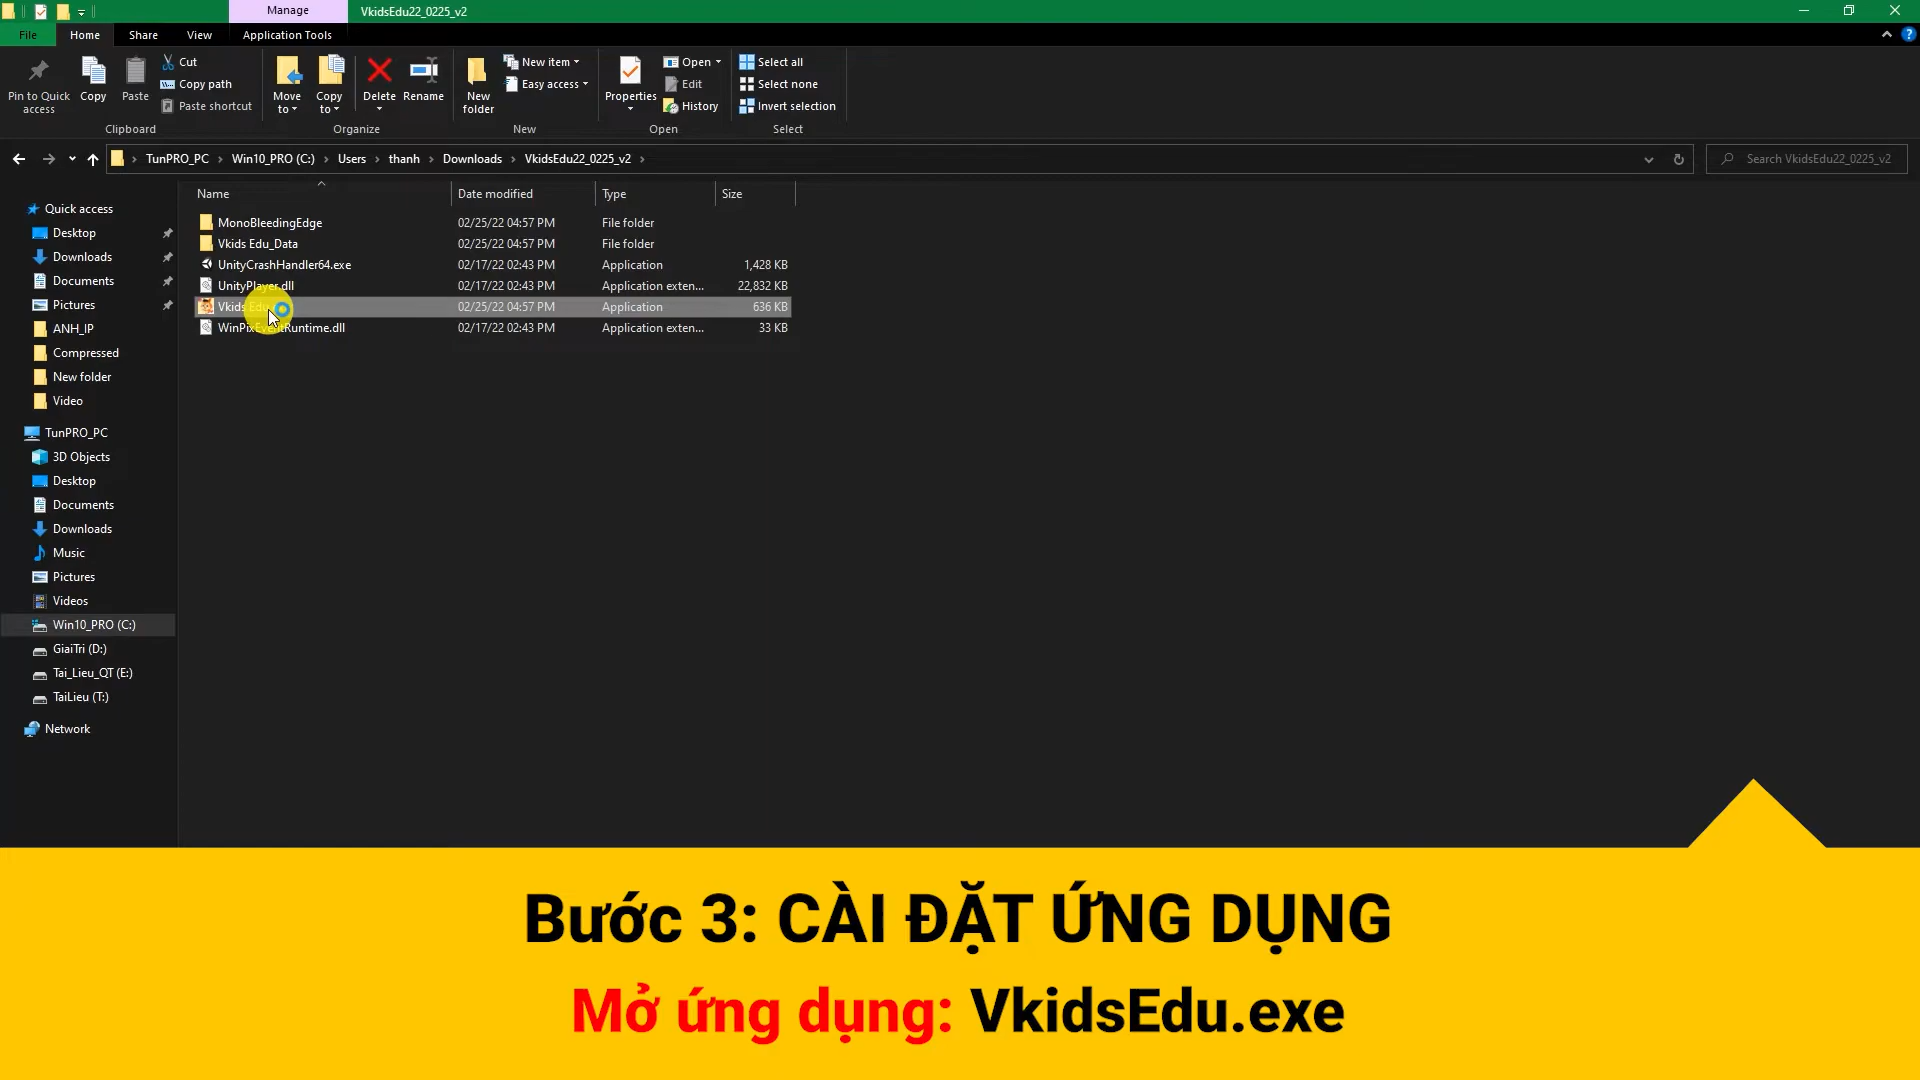 Manage
VkidsEdu22_0225_v2
File
Home
Share
View
Application Tools
Pin to Quick access
Copy
Paste
Cut
Copy path
Paste shortcut
Clipboard
Move to
Copy to
Delete
Rename
Organize
New folder
New item
Easy access
New
Properties
Open
Edit
History
Open
Select all
Select none
Invert selection
Select
TunPRO_PC › Win10_PRO (C:) › Users › thanh › Downloads › VkidsEdu22_0225_v2 ›
Search VkidsEdu22_0225_v2
Name Date modified Type Size
MonoBleedingEdge 02/25/22 04:57 PM File folder
Vkids Edu_Data 02/25/22 04:57 PM File folder
UnityCrashHandler64.exe 02/17/22 02:43 PM Application 1,428 KB
UnityPlayer.dll 02/17/22 02:43 PM Application exten... 22,832 KB
Vkids Edu 02/25/22 04:57 PM Application 636 KB
WinPixEventRuntime.dll 02/17/22 02:43 PM Application exten... 33 KB
Quick access
Desktop
Downloads
Documents
Pictures
ANH_IP
Compressed
New folder
Video
TunPRO_PC
3D Objects
Desktop
Documents
Downloads
Music
Pictures
Videos
Win10_PRO (C:)
GiaiTri (D:)
Tai_Lieu_QT (E:)
TaiLieu (T:)
Network
Bước 3: CÀI ĐẶT ỨNG DỤNG
Mở ứng dụng: VkidsEdu.exe